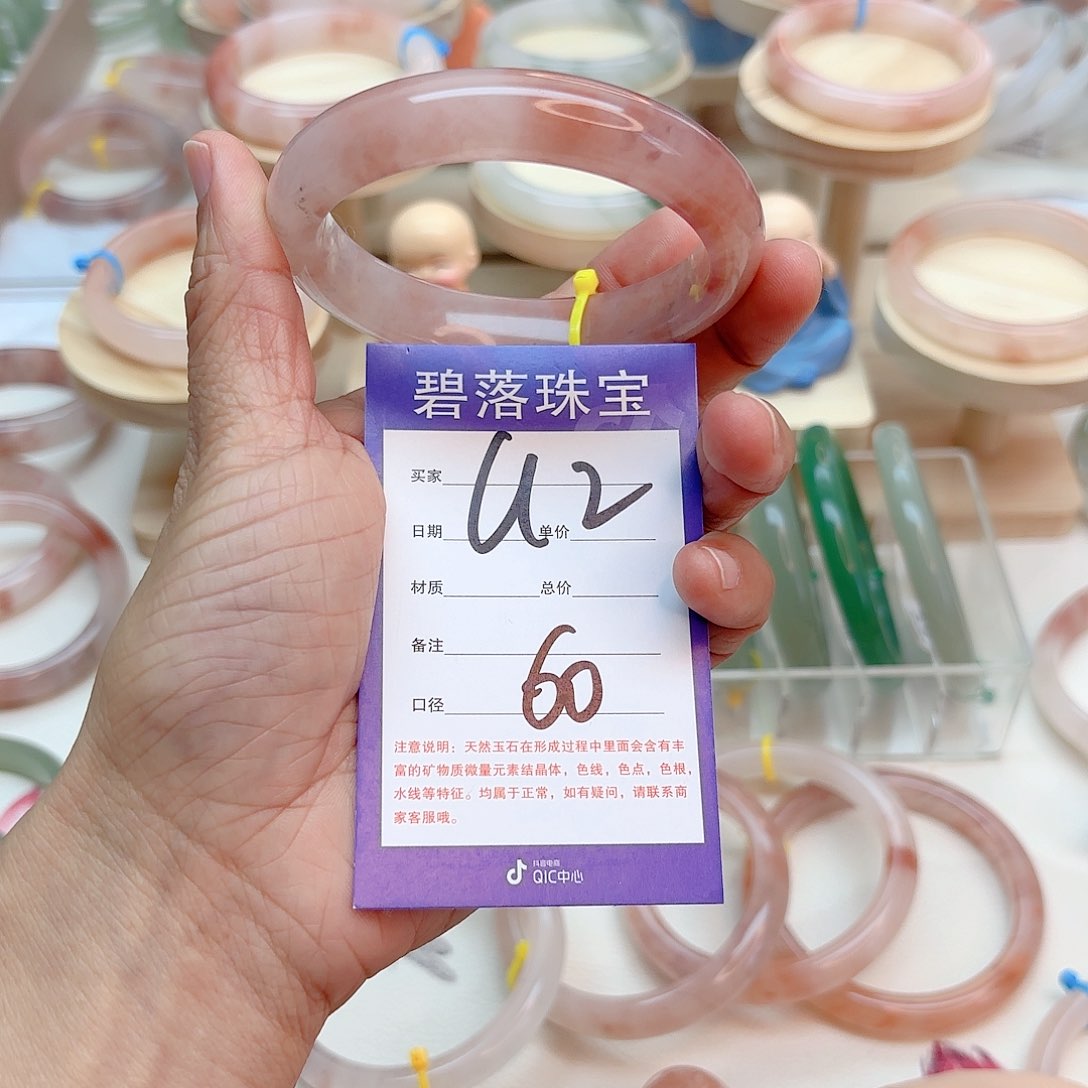 碧落珠宝
买家
U2
日期 单价
材质 总价
备注
60
口径
注意说明：天然玉石在形成过程中里面会含有丰
富的矿物质微量元素结晶体，色线，色点，色根，
水线等特征。均属于正常，如有疑问，请联系商
家客服哦。
抖音电商
QIC中心